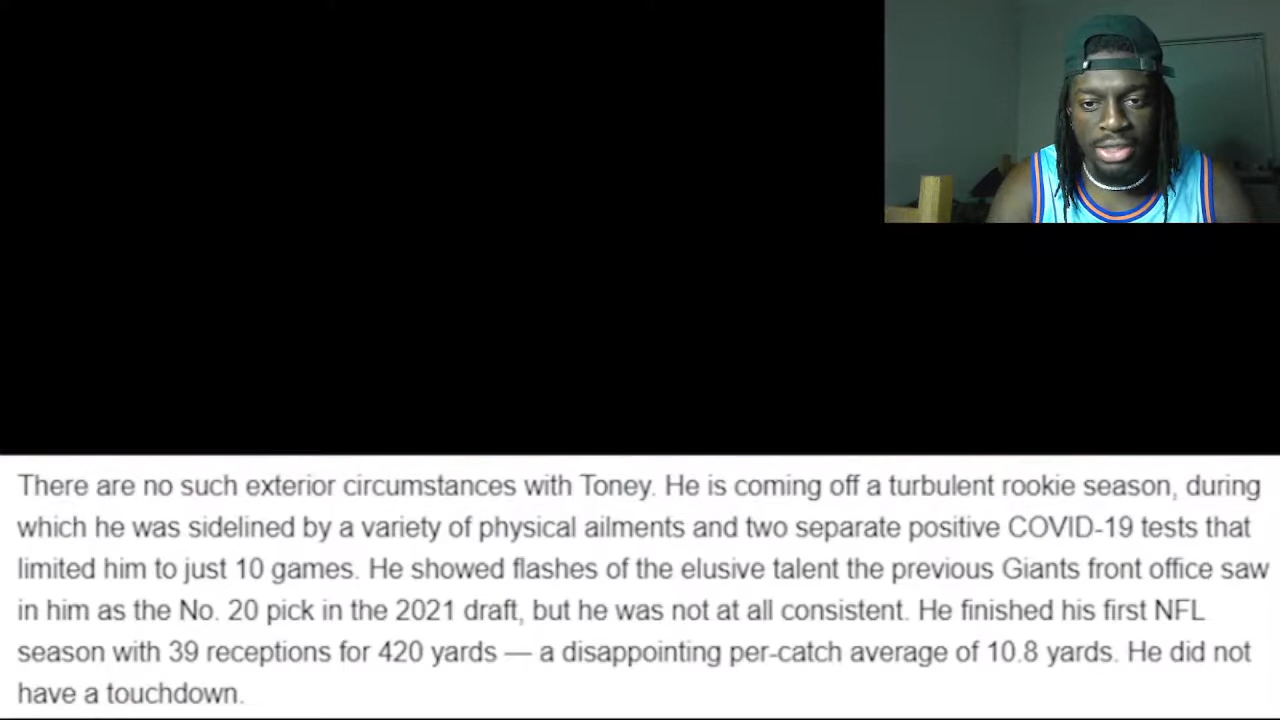 There are no such exterior circumstances with Toney. He is coming off a turbulent rookie season, during
which he was sidelined by a variety of physical ailments and two separate positive COVID-19 tests that
limited him to just 10 games. He showed flashes of the elusive talent the previous Giants front office saw
in him as the No. 20 pick in the 2021 draft, but he was not at all consistent. He finished his first NFL
season with 39 receptions for 420 yards — a disappointing per-catch average of 10.8 yards. He did not
have a touchdown.